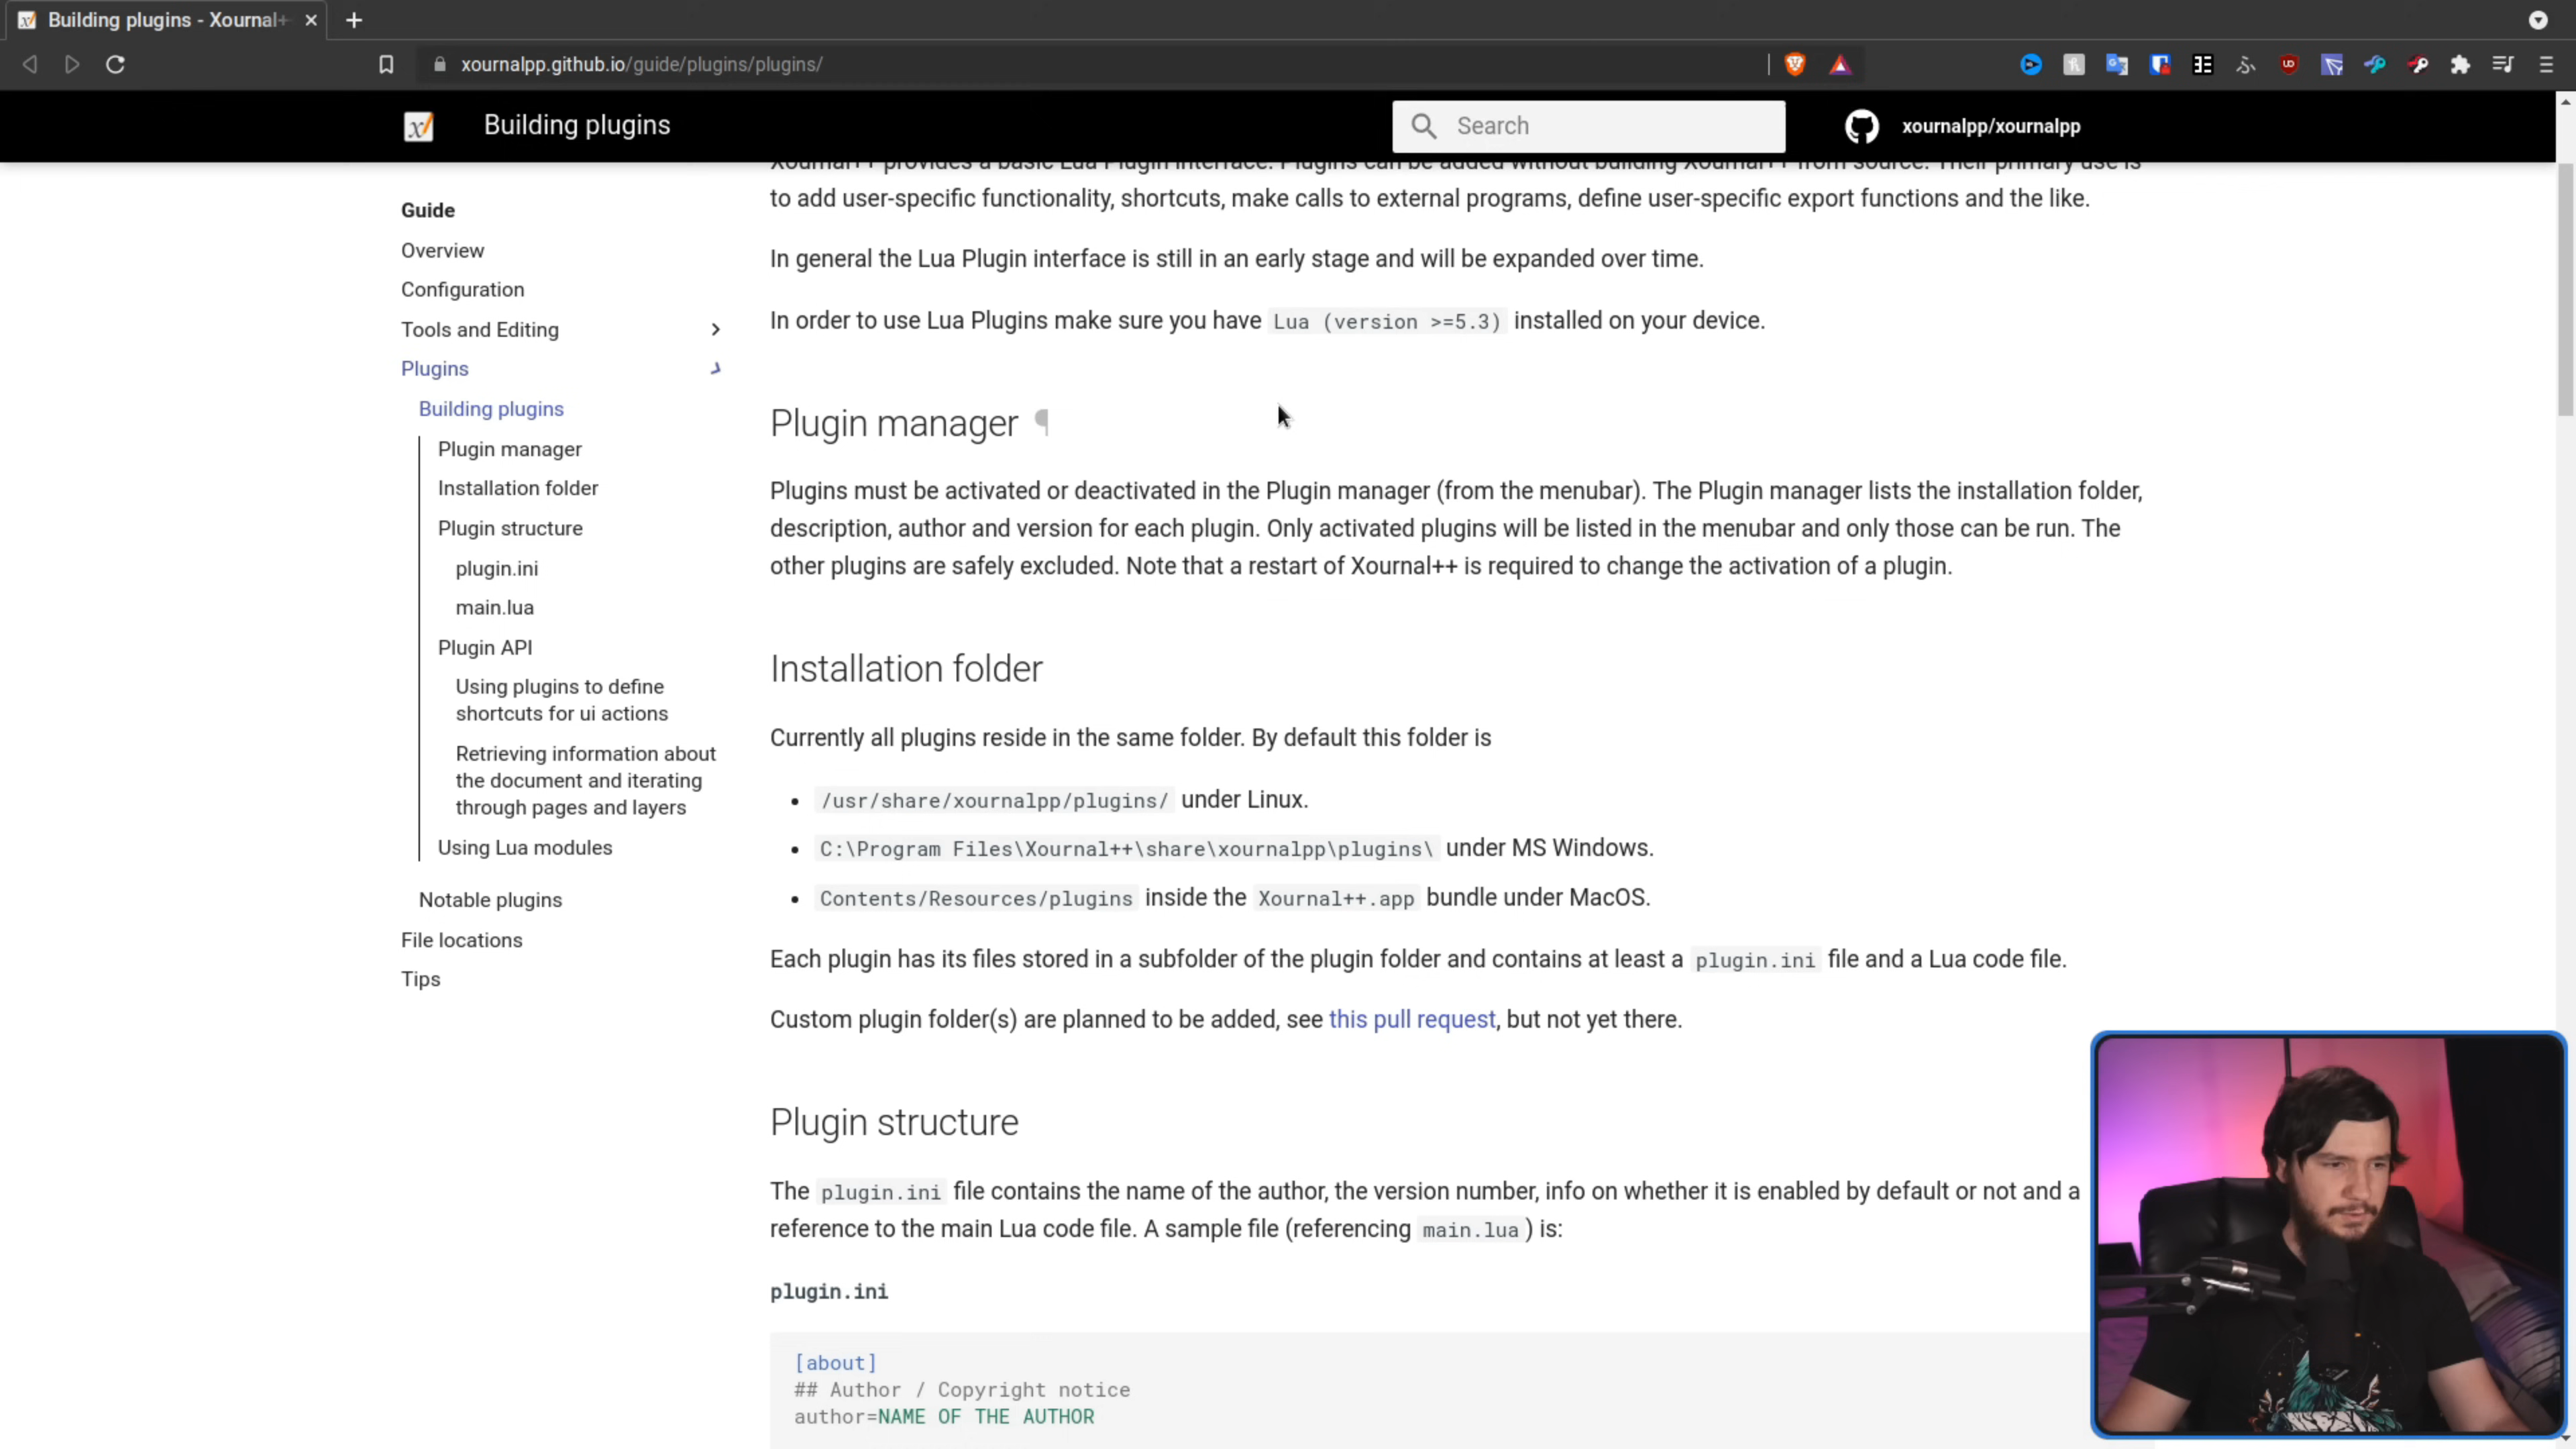 Building plugins - Xournal+
xournalpp.github.io/guide/plugins/plugins/
Building plugins
Search
xournalpp/xournalpp
Guide
Overview
Configuration
Tools and Editing
Plugins
Building plugins
Plugin manager
Installation folder
Plugin structure
plugin.ini
main.lua
Plugin API
Using plugins to define
shortcuts for ui actions
Retrieving information about
the document and iterating
through pages and layers
Using Lua modules
Notable plugins
File locations
Tips
Xournal++ provides a basic Lua Plugin interface. Plugins can be added without building Xournal++ from source. Their primary use is
to add user-specific functionality, shortcuts, make calls to external programs, define user-specific export functions and the like.
In general the Lua Plugin interface is still in an early stage and will be expanded over time.
In order to use Lua Plugins make sure you have Lua (version >=5.3) installed on your device.
Plugin manager ¶
Plugins must be activated or deactivated in the Plugin manager (from the menubar). The Plugin manager lists the installation folder,
description, author and version for each plugin. Only activated plugins will be listed in the menubar and only those can be run. The
other plugins are safely excluded. Note that a restart of Xournal++ is required to change the activation of a plugin.
Installation folder
Currently all plugins reside in the same folder. By default this folder is
• /usr/share/xournalpp/plugins/ under Linux.
• C:\Program Files\Xournal++\share\xournalpp\plugins\ under MS Windows.
• Contents/Resources/plugins inside the Xournal++.app bundle under MacOS.
Each plugin has its files stored in a subfolder of the plugin folder and contains at least a plugin.ini file and a Lua code file.
Custom plugin folder(s) are planned to be added, see this pull request, but not yet there.
Plugin structure
The plugin.ini file contains the name of the author, the version number, info on whether it is enabled by default or not and a
reference to the main Lua code file. A sample file (referencing main.lua ) is:
plugin.ini
[about]
## Author / Copyright notice
author=NAME OF THE AUTHOR